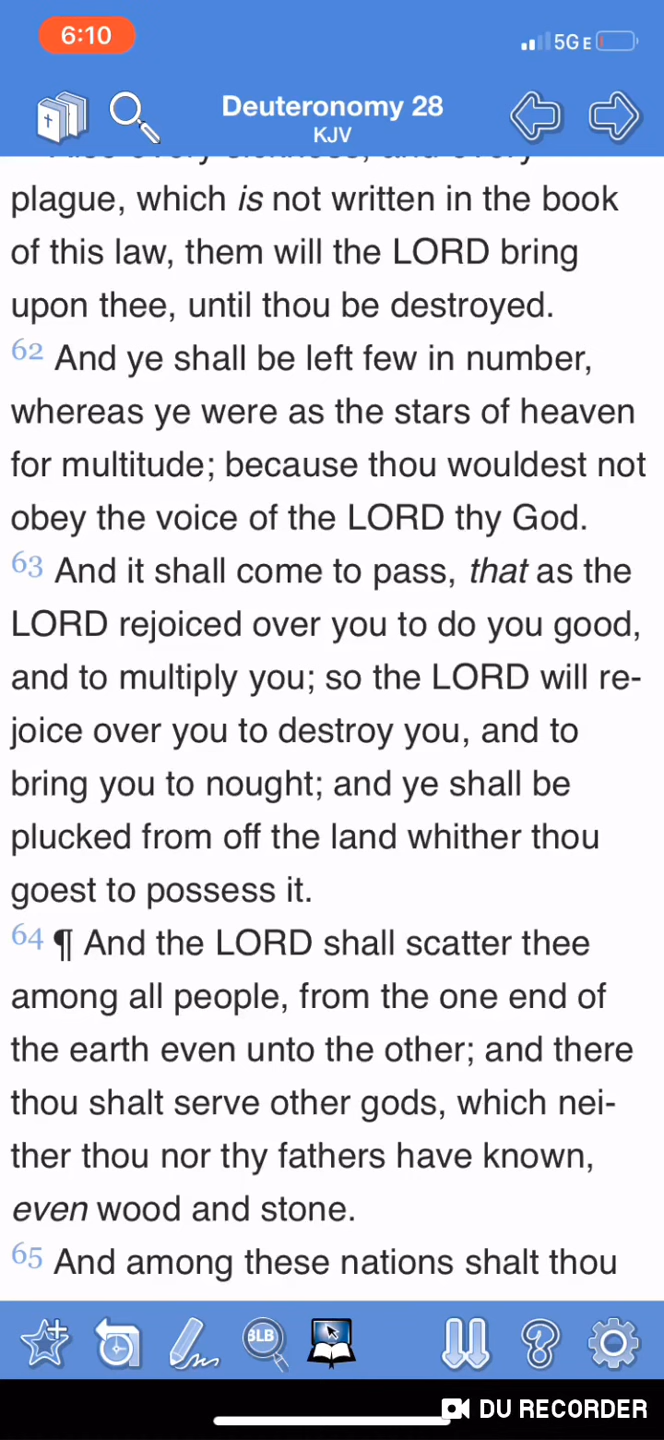 6:10
5GE
Deuteronomy 28
KJV
plague, which is not written in the book
of this law, them will the LORD bring
upon thee, until thou be destroyed.
62 And ye shall be left few in number,
whereas ye were as the stars of heaven
for multitude; because thou wouldest not
obey the voice of the LORD thy God.
63 And it shall come to pass, that as the
LORD rejoiced over you to do you good,
and to multiply you; so the LORD will re-
joice over you to destroy you, and to
bring you to nought; and ye shall be
plucked from off the land whither thou
goest to possess it.
64 ¶ And the LORD shall scatter thee
among all people, from the one end of
the earth even unto the other; and there
thou shalt serve other gods, which nei-
ther thou nor thy fathers have known,
even wood and stone.
65 And among these nations shalt thou
BLB
DU RECORDER